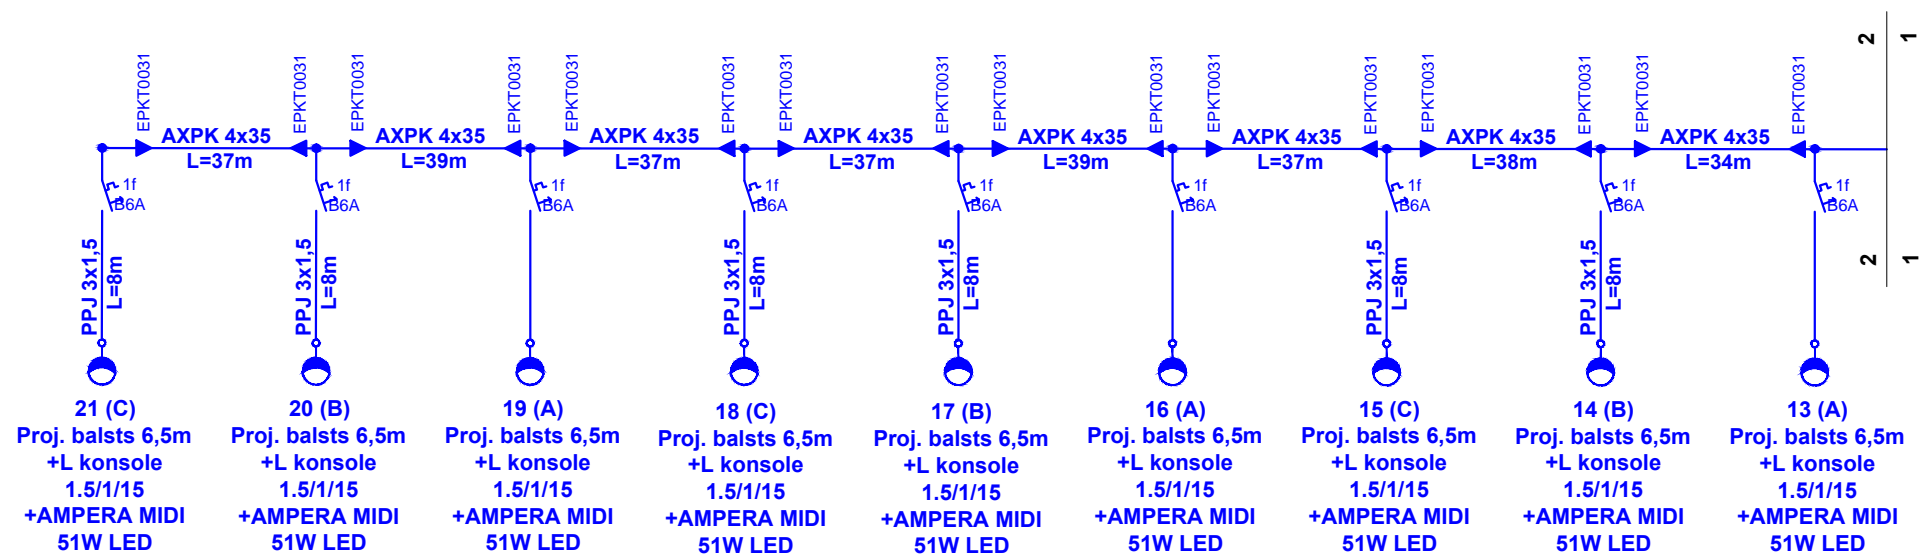 2 1
EPKT0031 EPKT0031 EPKT0031 EPKT0031 EPKT0031 EPKT0031 EPKT0031 EPKT0031 EPKT0031 EPKT0031 EPKT0031 EPKT0031 EPKT0031 EPKT0031 EPKT0031 EPKT0031
AXPK 4x35 AXPK 4x35 AXPK 4x35 AXPK 4x35 AXPK 4x35 AXPK 4x35 AXPK 4x35 AXPK 4x35
L=37m L=39m L=37m L=37m L=39m L=37m L=38m L=34m
1f 1f 1f 1f 1f 1f 1f 1f 1f
B6A B6A B6A B6A B6A B6A B6A B6A B6A
2 1
PPJ 3x1,5 PPJ 3x1,5 PPJ 3x1,5 PPJ 3x1,5 PPJ 3x1,5 PPJ 3x1,5
L=8m L=8m L=8m L=8m L=8m L=8m
21 (C) 20 (B) 19 (A) 18 (C) 17 (B) 16 (A) 15 (C) 14 (B) 13 (A)
Proj. balsts 6,5m Proj. balsts 6,5m Proj. balsts 6,5m Proj. balsts 6,5m Proj. balsts 6,5m Proj. balsts 6,5m Proj. balsts 6,5m Proj. balsts 6,5m Proj. balsts 6,5m
+L konsole +L konsole +L konsole +L konsole +L konsole +L konsole +L konsole +L konsole +L konsole
1.5/1/15 1.5/1/15 1.5/1/15 1.5/1/15 1.5/1/15 1.5/1/15 1.5/1/15 1.5/1/15 1.5/1/15
+AMPERA MIDI +AMPERA MIDI +AMPERA MIDI +AMPERA MIDI +AMPERA MIDI +AMPERA MIDI +AMPERA MIDI +AMPERA MIDI +AMPERA MIDI
51W LED 51W LED 51W LED 51W LED 51W LED 51W LED 51W LED 51W LED 51W LED